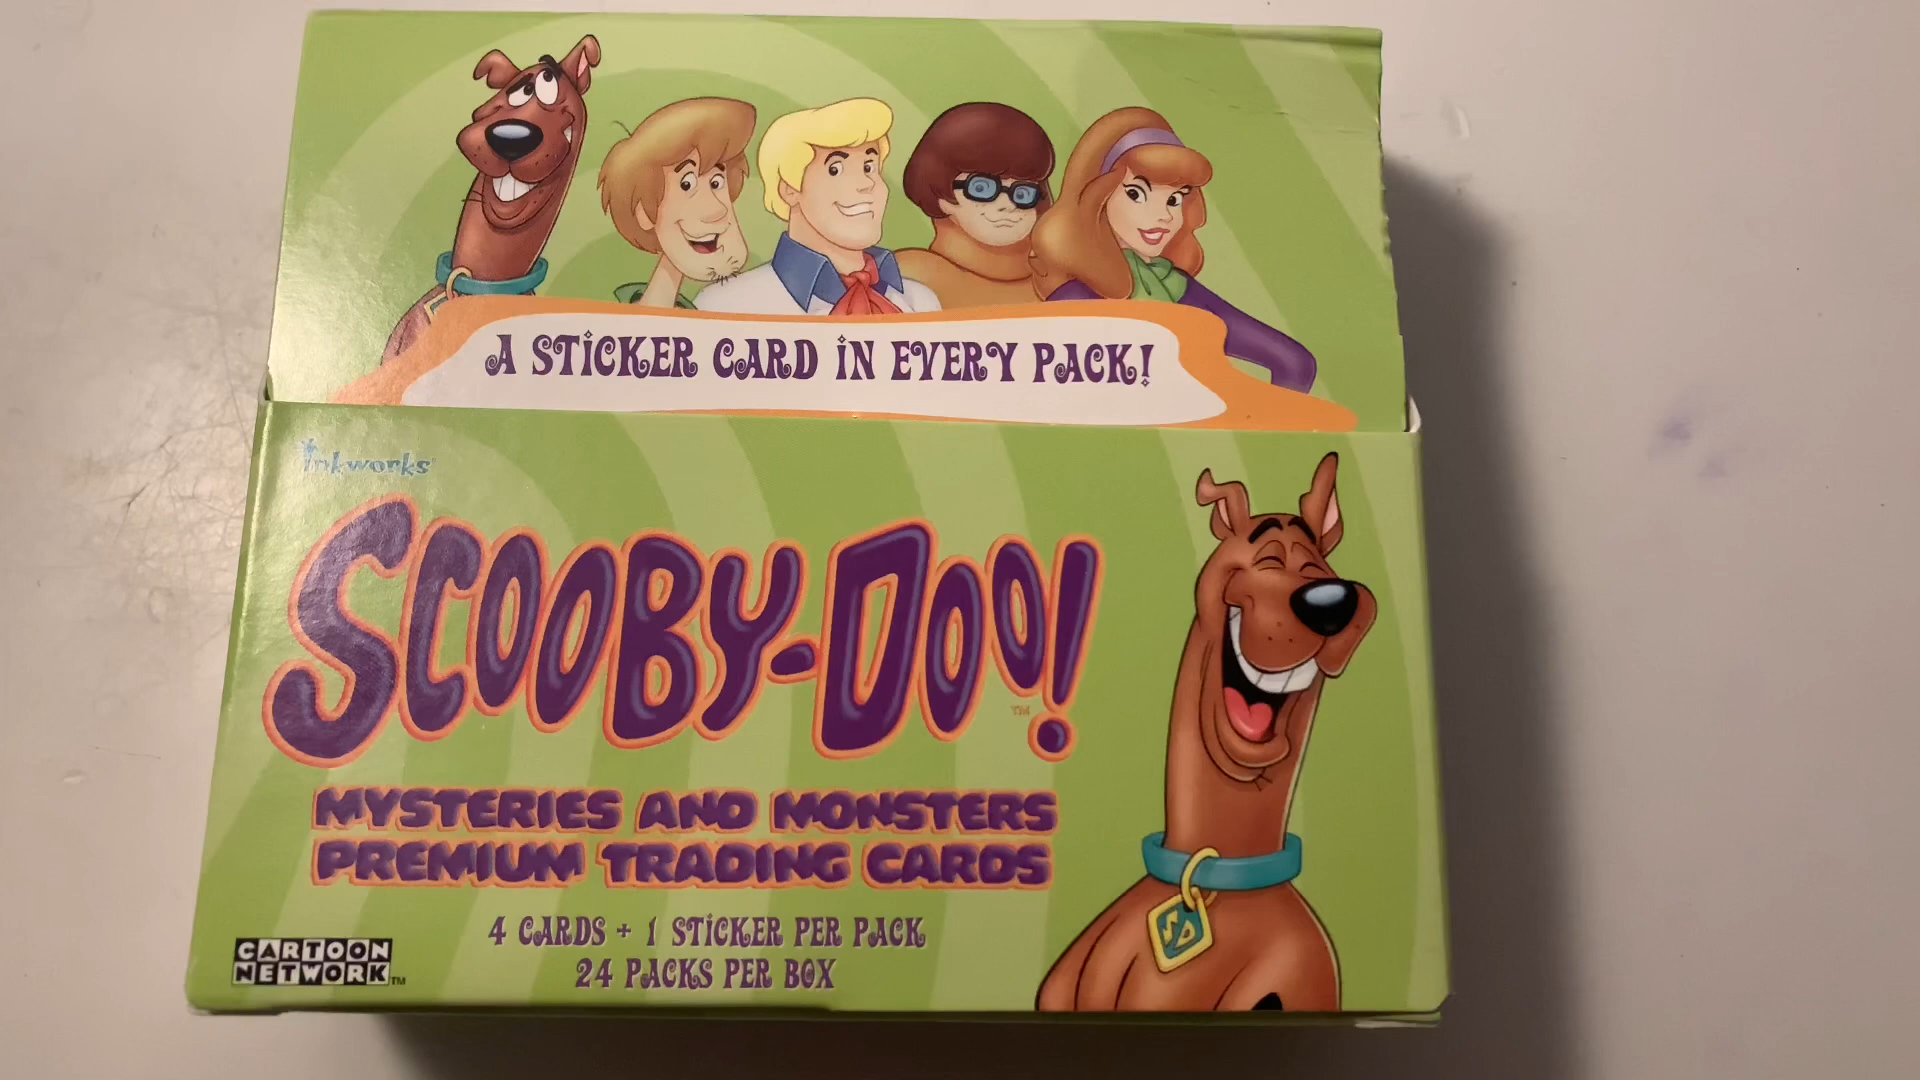 A STiCKER CARD iN EVERY PACK!
inkworks
SCOOBY-DOO!
TM
MYSTERIES AND MONSTERS
PREMIUM TRADING CARDS
4 CARDS + 1 STiCKER PER PACK
24 PACKS PER BOX
CARTOON
NETWORK TM
SD